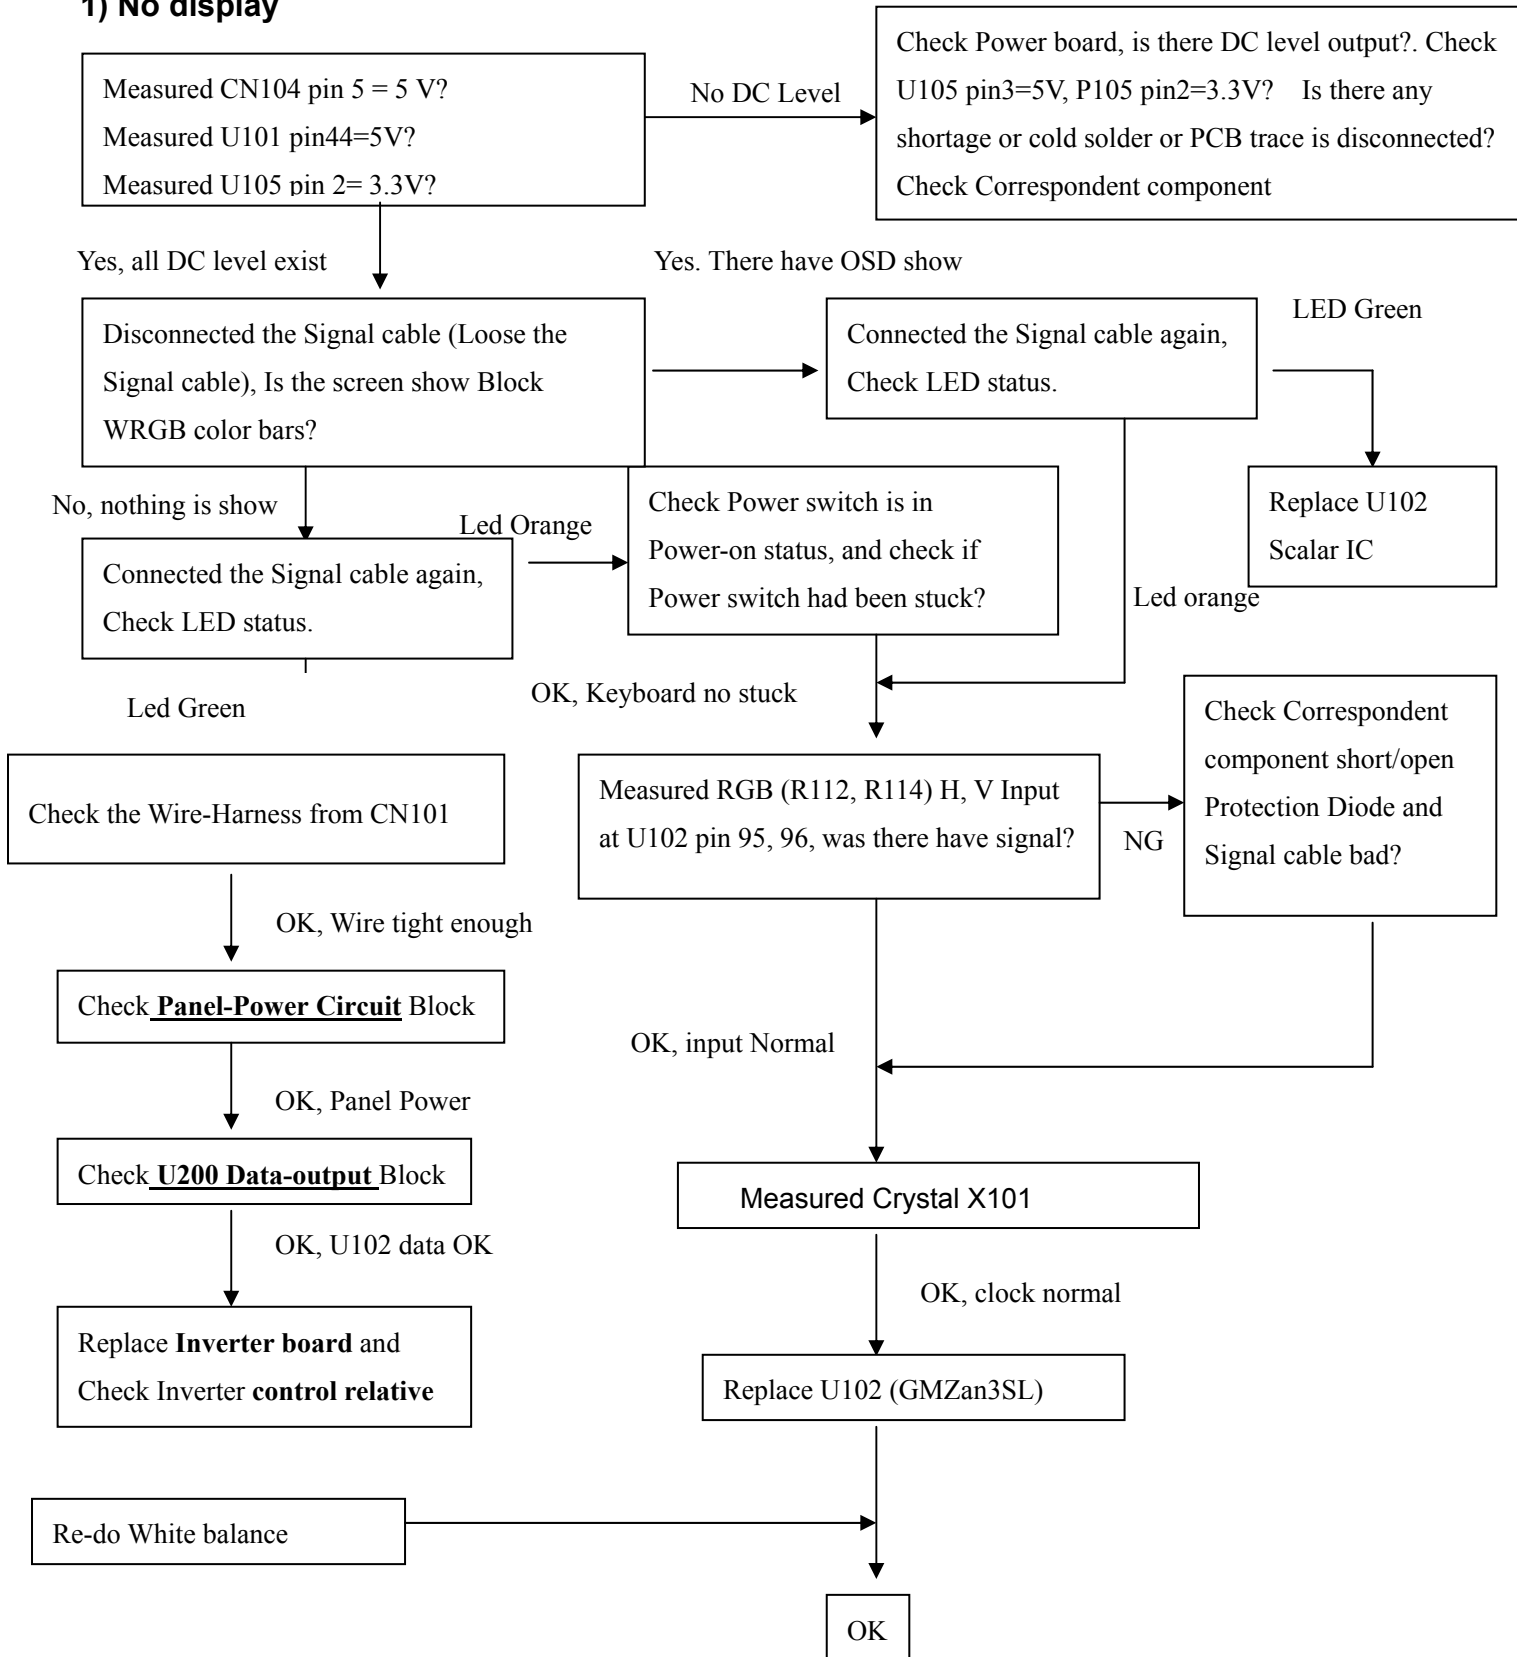 1) No display
Measured CN104 pin 5 = 5 V?
Measured U101 pin44=5V?
Measured U105 pin 2= 3.3V?
No DC Level
Check Power board, is there DC level output?. Check
U105 pin3=5V, P105 pin2=3.3V? Is there any
shortage or cold solder or PCB trace is disconnected?
Check Correspondent component
Yes, all DC level exist
Yes. There have OSD show
Disconnected the Signal cable (Loose the
Signal cable), Is the screen show Block
WRGB color bars?
Connected the Signal cable again,
Check LED status.
LED Green
Replace U102
Scalar IC
No, nothing is show
Led Orange
Connected the Signal cable again,
Check LED status.
Check Power switch is in
Power-on status, and check if
Power switch had been stuck?
Led orange
Led Green
OK, Keyboard no stuck
Check the Wire-Harness from CN101
Measured RGB (R112, R114) H, V Input
at U102 pin 95, 96, was there have signal?
NG
Check Correspondent
component short/open
Protection Diode and
Signal cable bad?
OK, Wire tight enough
Check Panel-Power Circuit Block
OK, input Normal
OK, Panel Power
Check U200 Data-output Block
Measured Crystal X101
OK, U102 data OK
OK, clock normal
Replace Inverter board and
Check Inverter control relative
Replace U102 (GMZan3SL)
Re-do White balance
OK